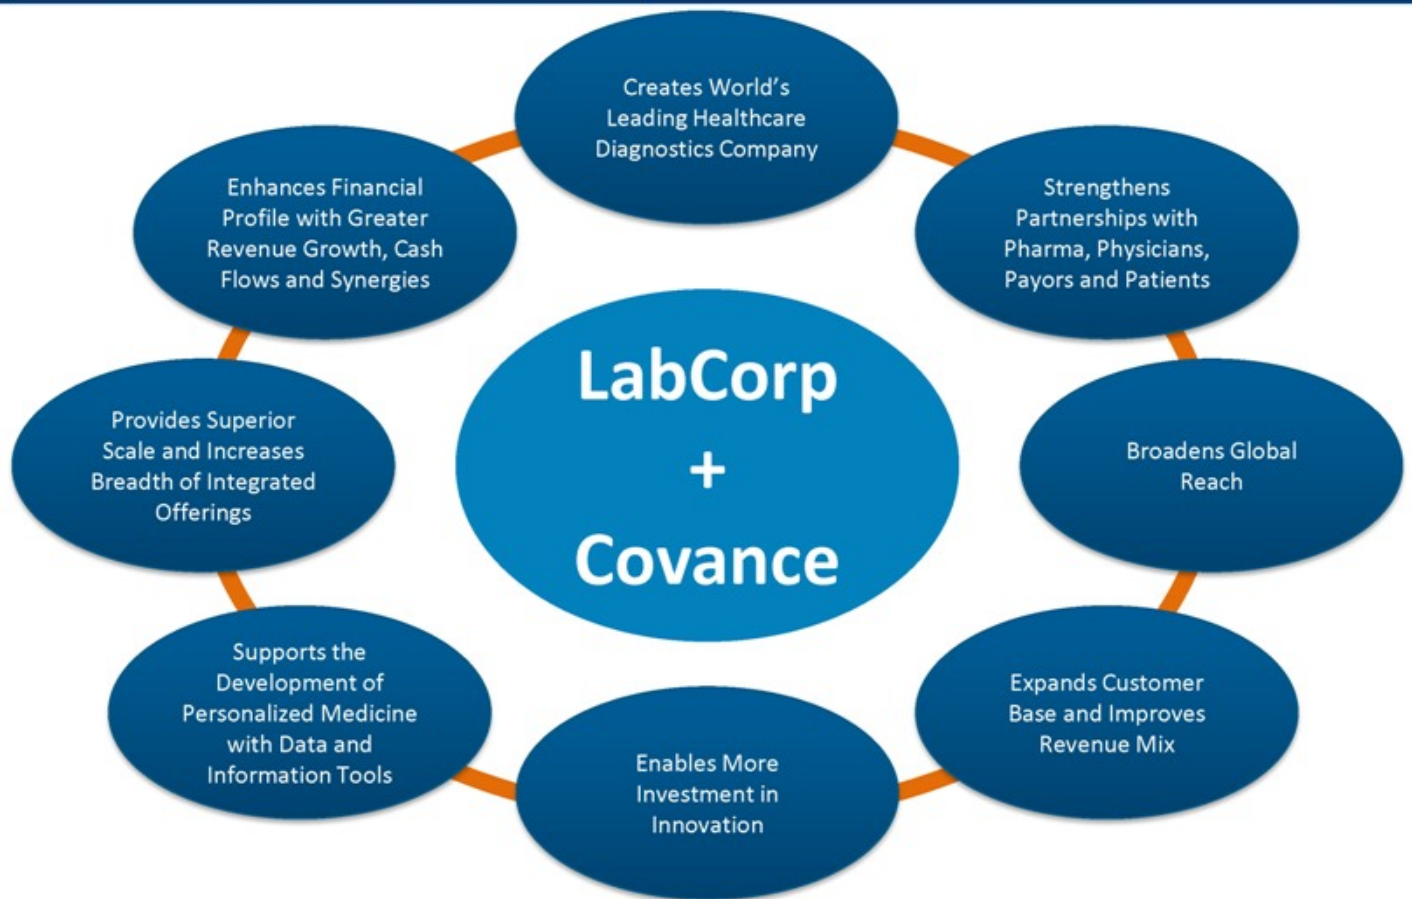 Creates World's
Leading Healthcare
Diagnostics Company
Strengthens
Partnerships with
Pharma, Physicians,
Payors and Patients
Broadens Global
Reach
Expands Customer
Base and Improves
Revenue Mix
Enables More
Investment in
Innovation
Supports the
Development of
Personalized Medicine
with Data and
Information Tools
Provides Superior
Scale and Increases
Breadth of Integrated
Offerings
Enhances Financial
Profile with Greater
Revenue Growth, Cash
Flows and Synergies
LabCorp
+
Covance